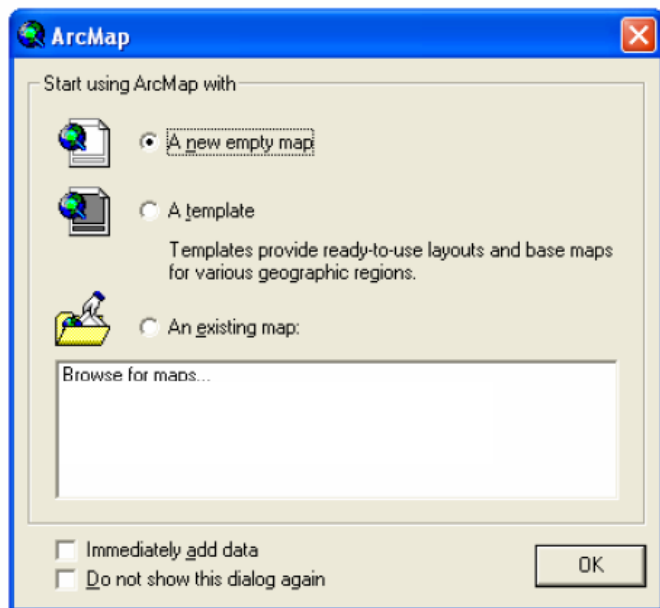 ArcMap
Start using ArcMap with
A new empty map
A template
Templates provide ready-to-use layouts and base maps
for various geographic regions.
An existing map:
Browse for maps...
Immediately add data
Do not show this dialog again
OK